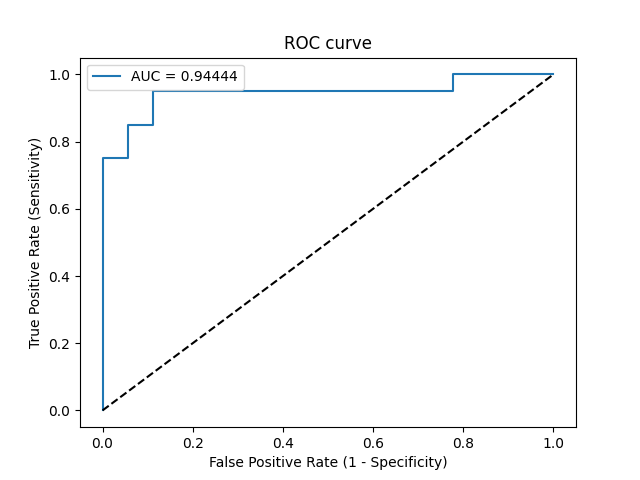 ROC curve
AUC = 0.94444
1.0
0.8
0.6
0.4
0.2
0.0
True Positive Rate (Sensitivity)
0.0 0.2 0.4 0.6 0.8 1.0
False Positive Rate (1 - Specificity)